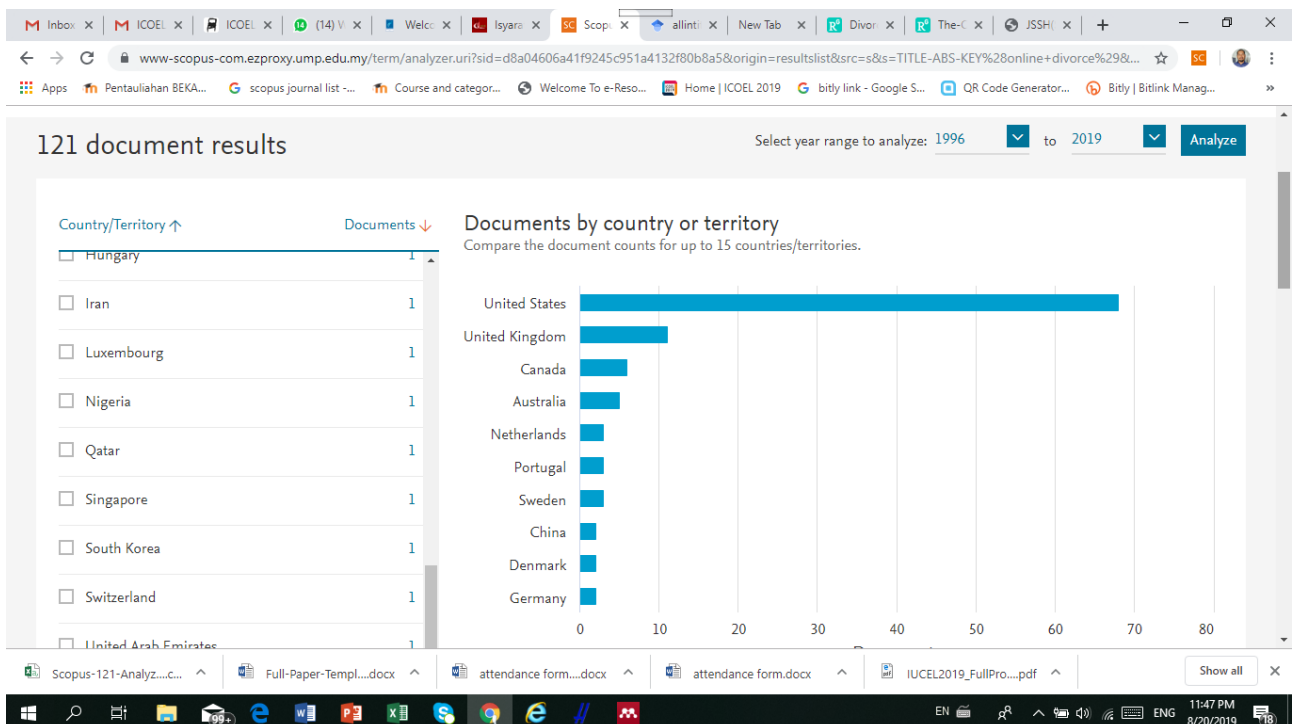 Inbox
ICOEL
ICOEL
(14) W
Welco
Isyara
Scopu
allinti
New Tab
Divor
The-C
JSSH(
www-scopus-com.ezproxy.ump.edu.my/term/analyzer.uri?sid=d8a04606a41f9245c951a4132f80b8a5&origin=resultslist&src=s&s=TITLE-ABS-KEY%28online+divorce%29&...
Apps Pentauliahan BEKA... scopus journal list -... Course and categor... Welcome To e-Reso... Home | ICOEL 2019 bitly link - Google S... QR Code Generator... Bitly | Bitlink Manag... »
121 document results
Select year range to analyze: 1996 to 2019 Analyze
Country/Territory Documents
Hungary 1
Iran 1
Luxembourg 1
Nigeria 1
Qatar 1
Singapore 1
South Korea 1
Switzerland 1
United Arab Emirates 1
Documents by country or territory
Compare the document counts for up to 15 countries/territories.
United States
United Kingdom
Canada
Australia
Netherlands
Portugal
Sweden
China
Denmark
Germany
0 10 20 30 40 50 60 70 80
Scopus-121-Analyz....c... Full-Paper-Templ....docx attendance form....docx attendance form.docx IUCEL2019_FullPro....pdf Show all
99+
EN ENG 11:47 PM
8/20/2019
18